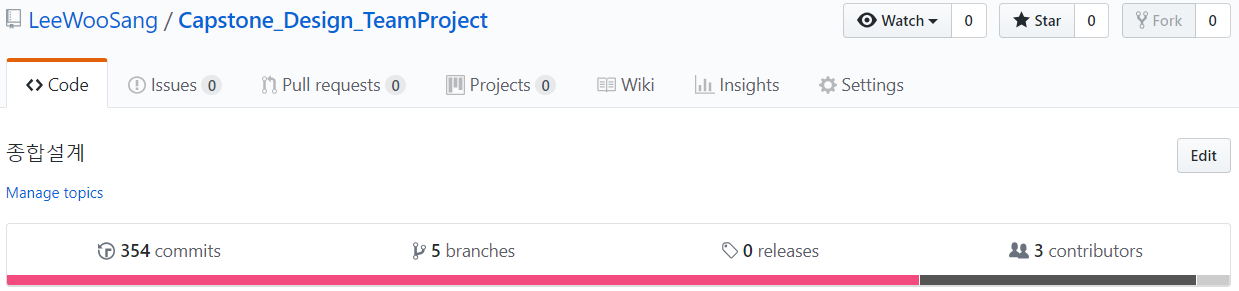 LeeWooSang / Capstone_Design_TeamProject
Watch 0 Star 0 Fork 0
Code Issues 0 Pull requests 0 Projects 0 Wiki Insights Settings
종합설계
Edit
Manage topics
354 commits 5 branches 0 releases 3 contributors